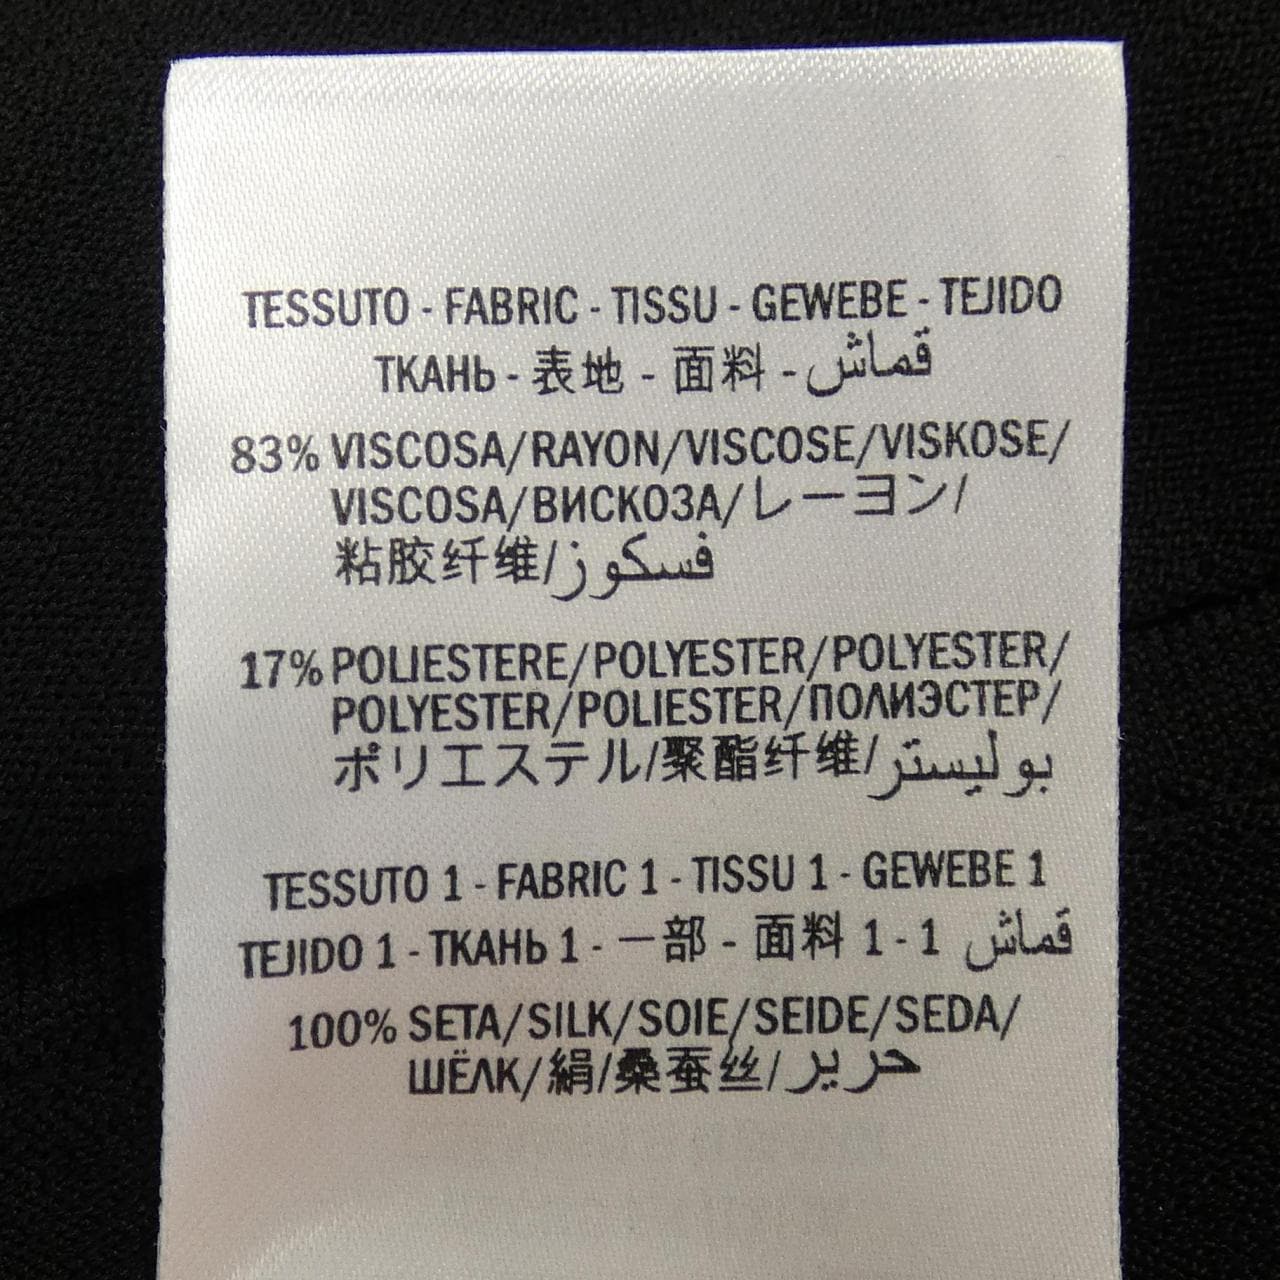 TESSUTO - FABRIC - TISSU - GEWEBE - TEJIDO
ТКАНЬ - 表地 - 面料 - قماش
83% VISCOSA/RAYON/VISCOSE/VISKOSE/
VISCOSA/ВИСКОЗА/レーヨン/
粘胶纤维/فسكوز
17% POLIESTERE/POLYESTER/POLYESTER/
POLYESTER/POLIESTER/ПОЛИЭСТЕР/
ポリエステル/聚酯纤维/بوليستر
TESSUTO 1 - FABRIC 1 - TISSU 1 - GEWEBE 1
TEJIDO 1 - ТКАНЬ 1 - 一部 - 面料 1 - 1 قماش
100% SETA/SILK/SOIE/SEIDE/SEDA/
ШЁЛК/絹/桑蚕丝/حرير